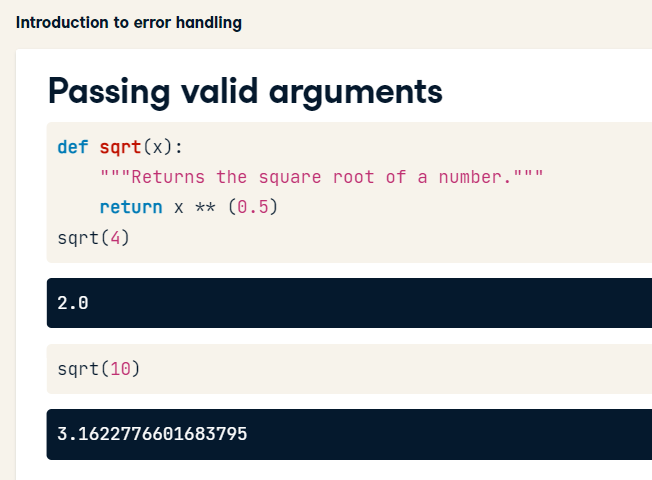 Introduction to error handling
Passing valid arguments
def sqrt(x):
    """Returns the square root of a number."""
    return x ** (0.5)
sqrt(4)
2.0
sqrt(10)
3.1622776601683795